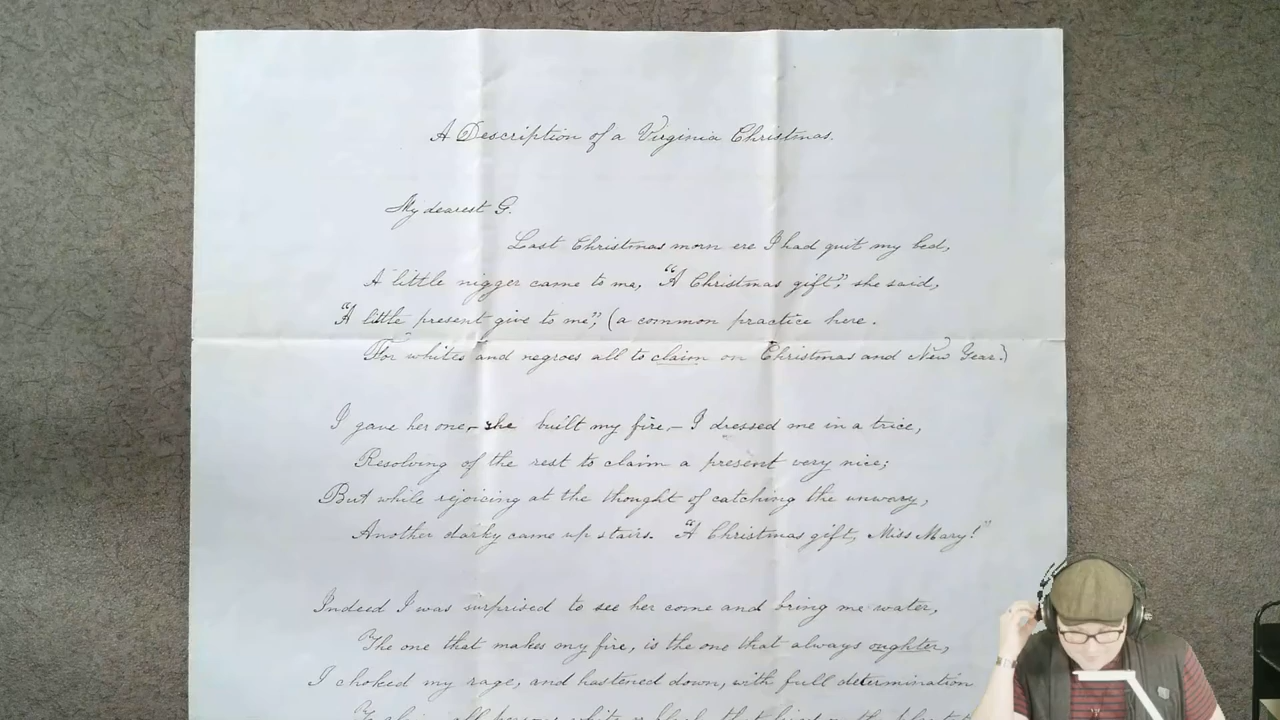 A Description of a Virginia Christmas.
My dearest G.
Last Christmas morn ere I had quit my bed,
A little nigger came to me, "A Christmas gift", she said,
"A little present give to me", (a common practice here.
For whites and negroes all to claim on Christmas and New Year.)
I gave her one,- she built my fire,- I dressed me in a trice,
Resolving of the rest to claim a present very nice;
But while rejoicing at the thought of catching the unwary,
Another darky came up stairs. "A Christmas gift, Miss Mary!"
Indeed I was surprised to see her come and bring me water,
The one that makes my fire, is the one that always oughter,
I choked my rage, and hastened down, with full determination
all persons white or black that